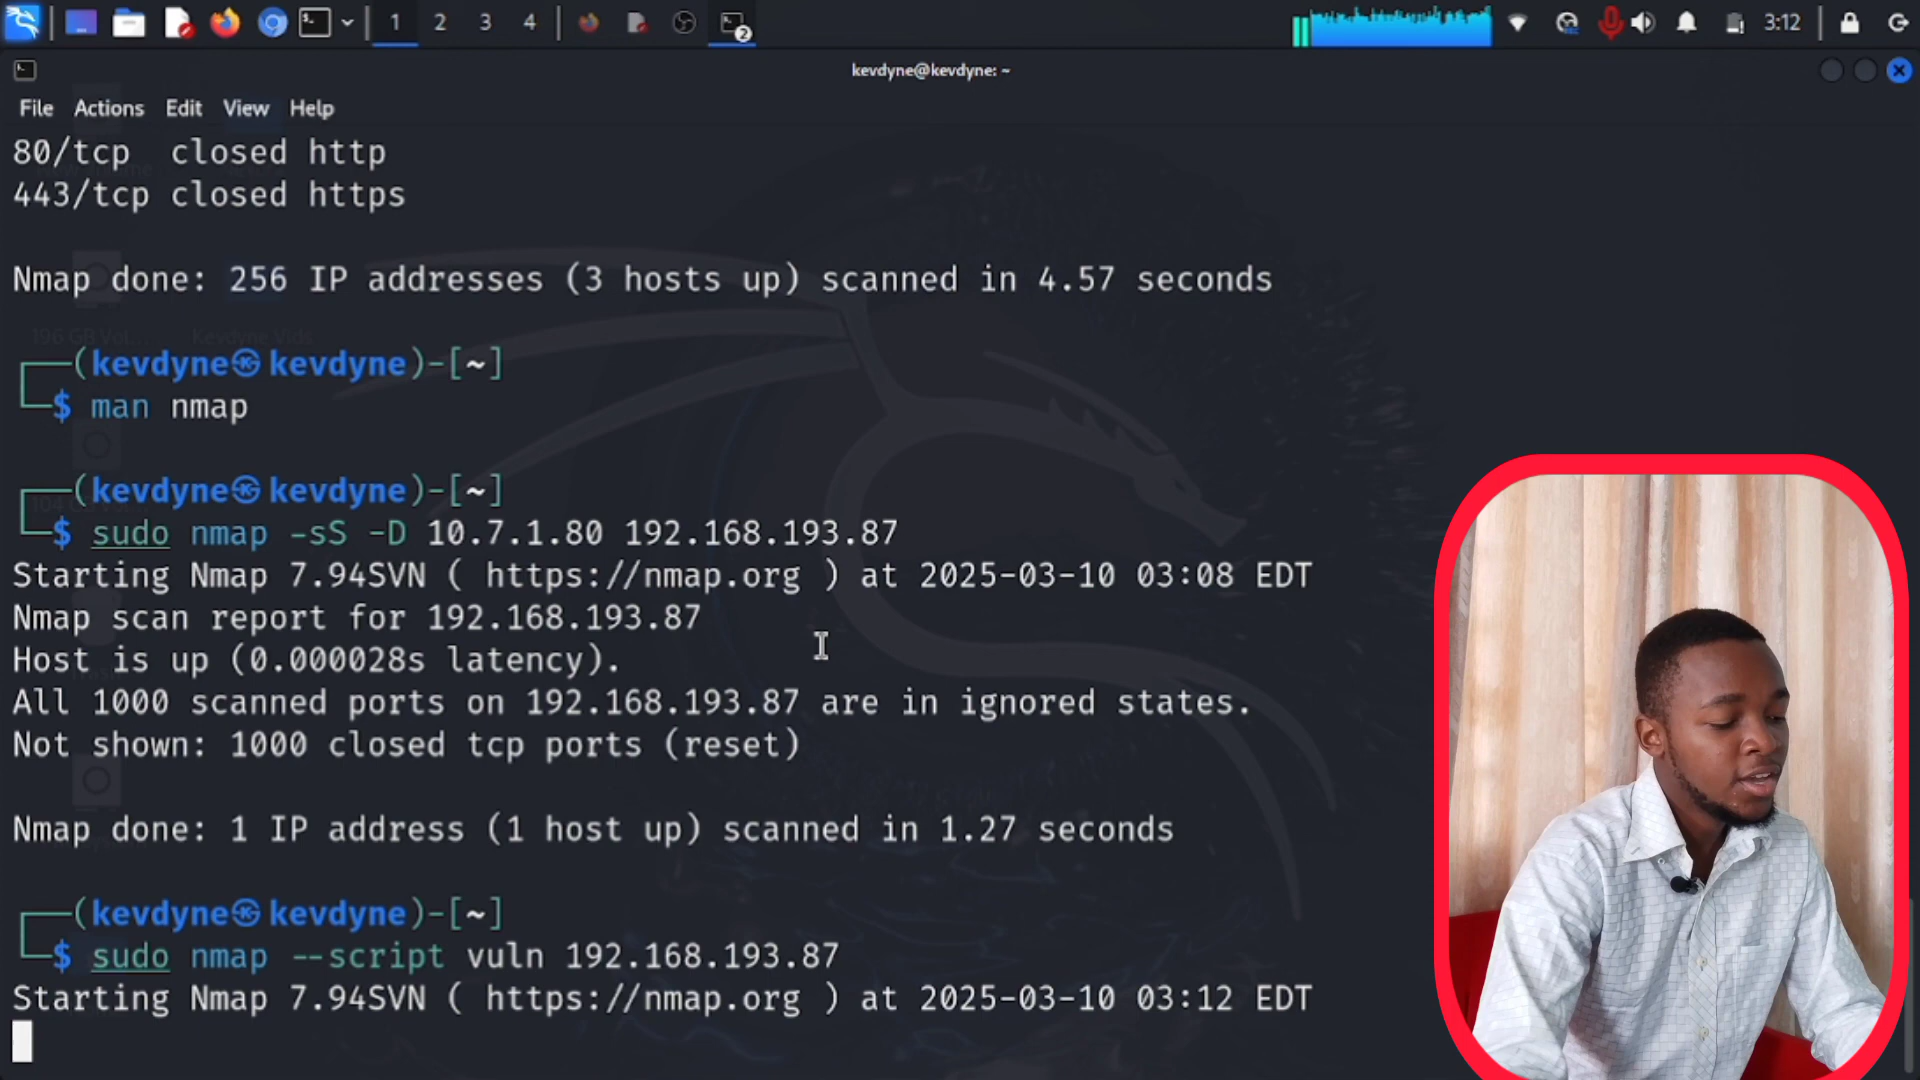 1 2 3 4 2 3:12
kevdyne@kevdyne: ~
File Actions Edit View Help
80/tcp closed http
443/tcp closed https
Nmap done: 256 IP addresses (3 hosts up) scanned in 4.57 seconds
196 GB Vol... Kevdyne Vids
┌──(kevdyne㉿kevdyne)-[~]
└─$ man nmap
┌──(kevdyne㉿kevdyne)-[~]
└─$ sudo nmap -sS -D 10.7.1.80 192.168.193.87
Starting Nmap 7.94SVN ( https://nmap.org ) at 2025-03-10 03:08 EDT
Nmap scan report for 192.168.193.87
Host is up (0.000028s latency).
All 1000 scanned ports on 192.168.193.87 are in ignored states.
Not shown: 1000 closed tcp ports (reset)
Nmap done: 1 IP address (1 host up) scanned in 1.27 seconds
┌──(kevdyne㉿kevdyne)-[~]
└─$ sudo nmap --script vuln 192.168.193.87
Starting Nmap 7.94SVN ( https://nmap.org ) at 2025-03-10 03:12 EDT